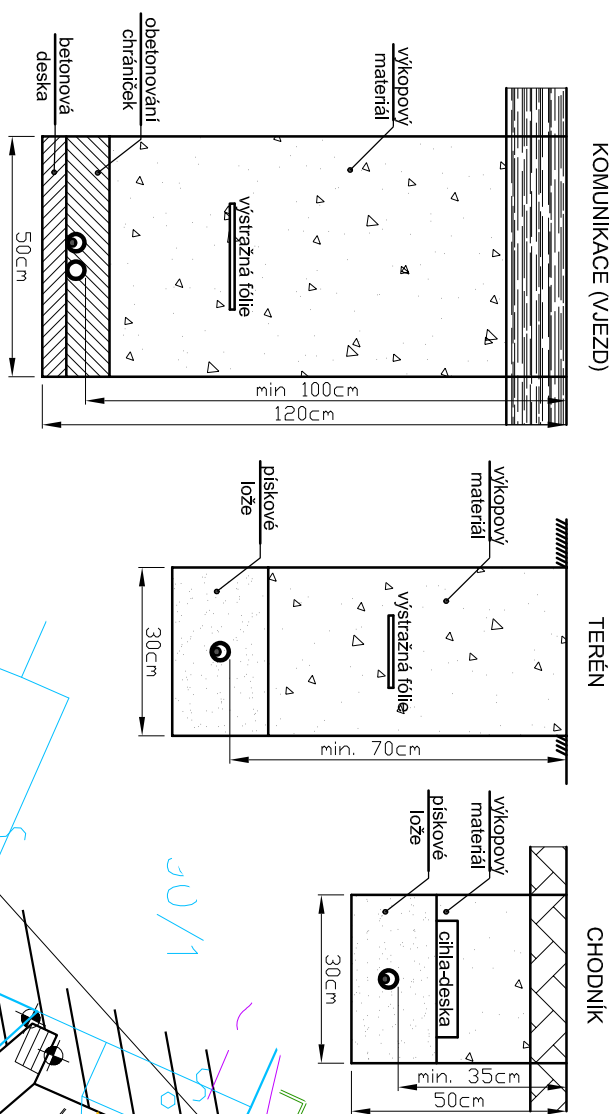 KOMUNIKACE (VJEZD)
výkopový
materiál
obetonování
chrániček
betonová
deska
výstražná fólie
50cm
min 100cm
120cm
TERÉN
výkopový
materiál
pískové
lože
výstražná fólie
30cm
min. 70cm
CHODNÍK
výkopový
materiál
pískové
lože
cihla-deska
30cm
min. 35cm
50cm